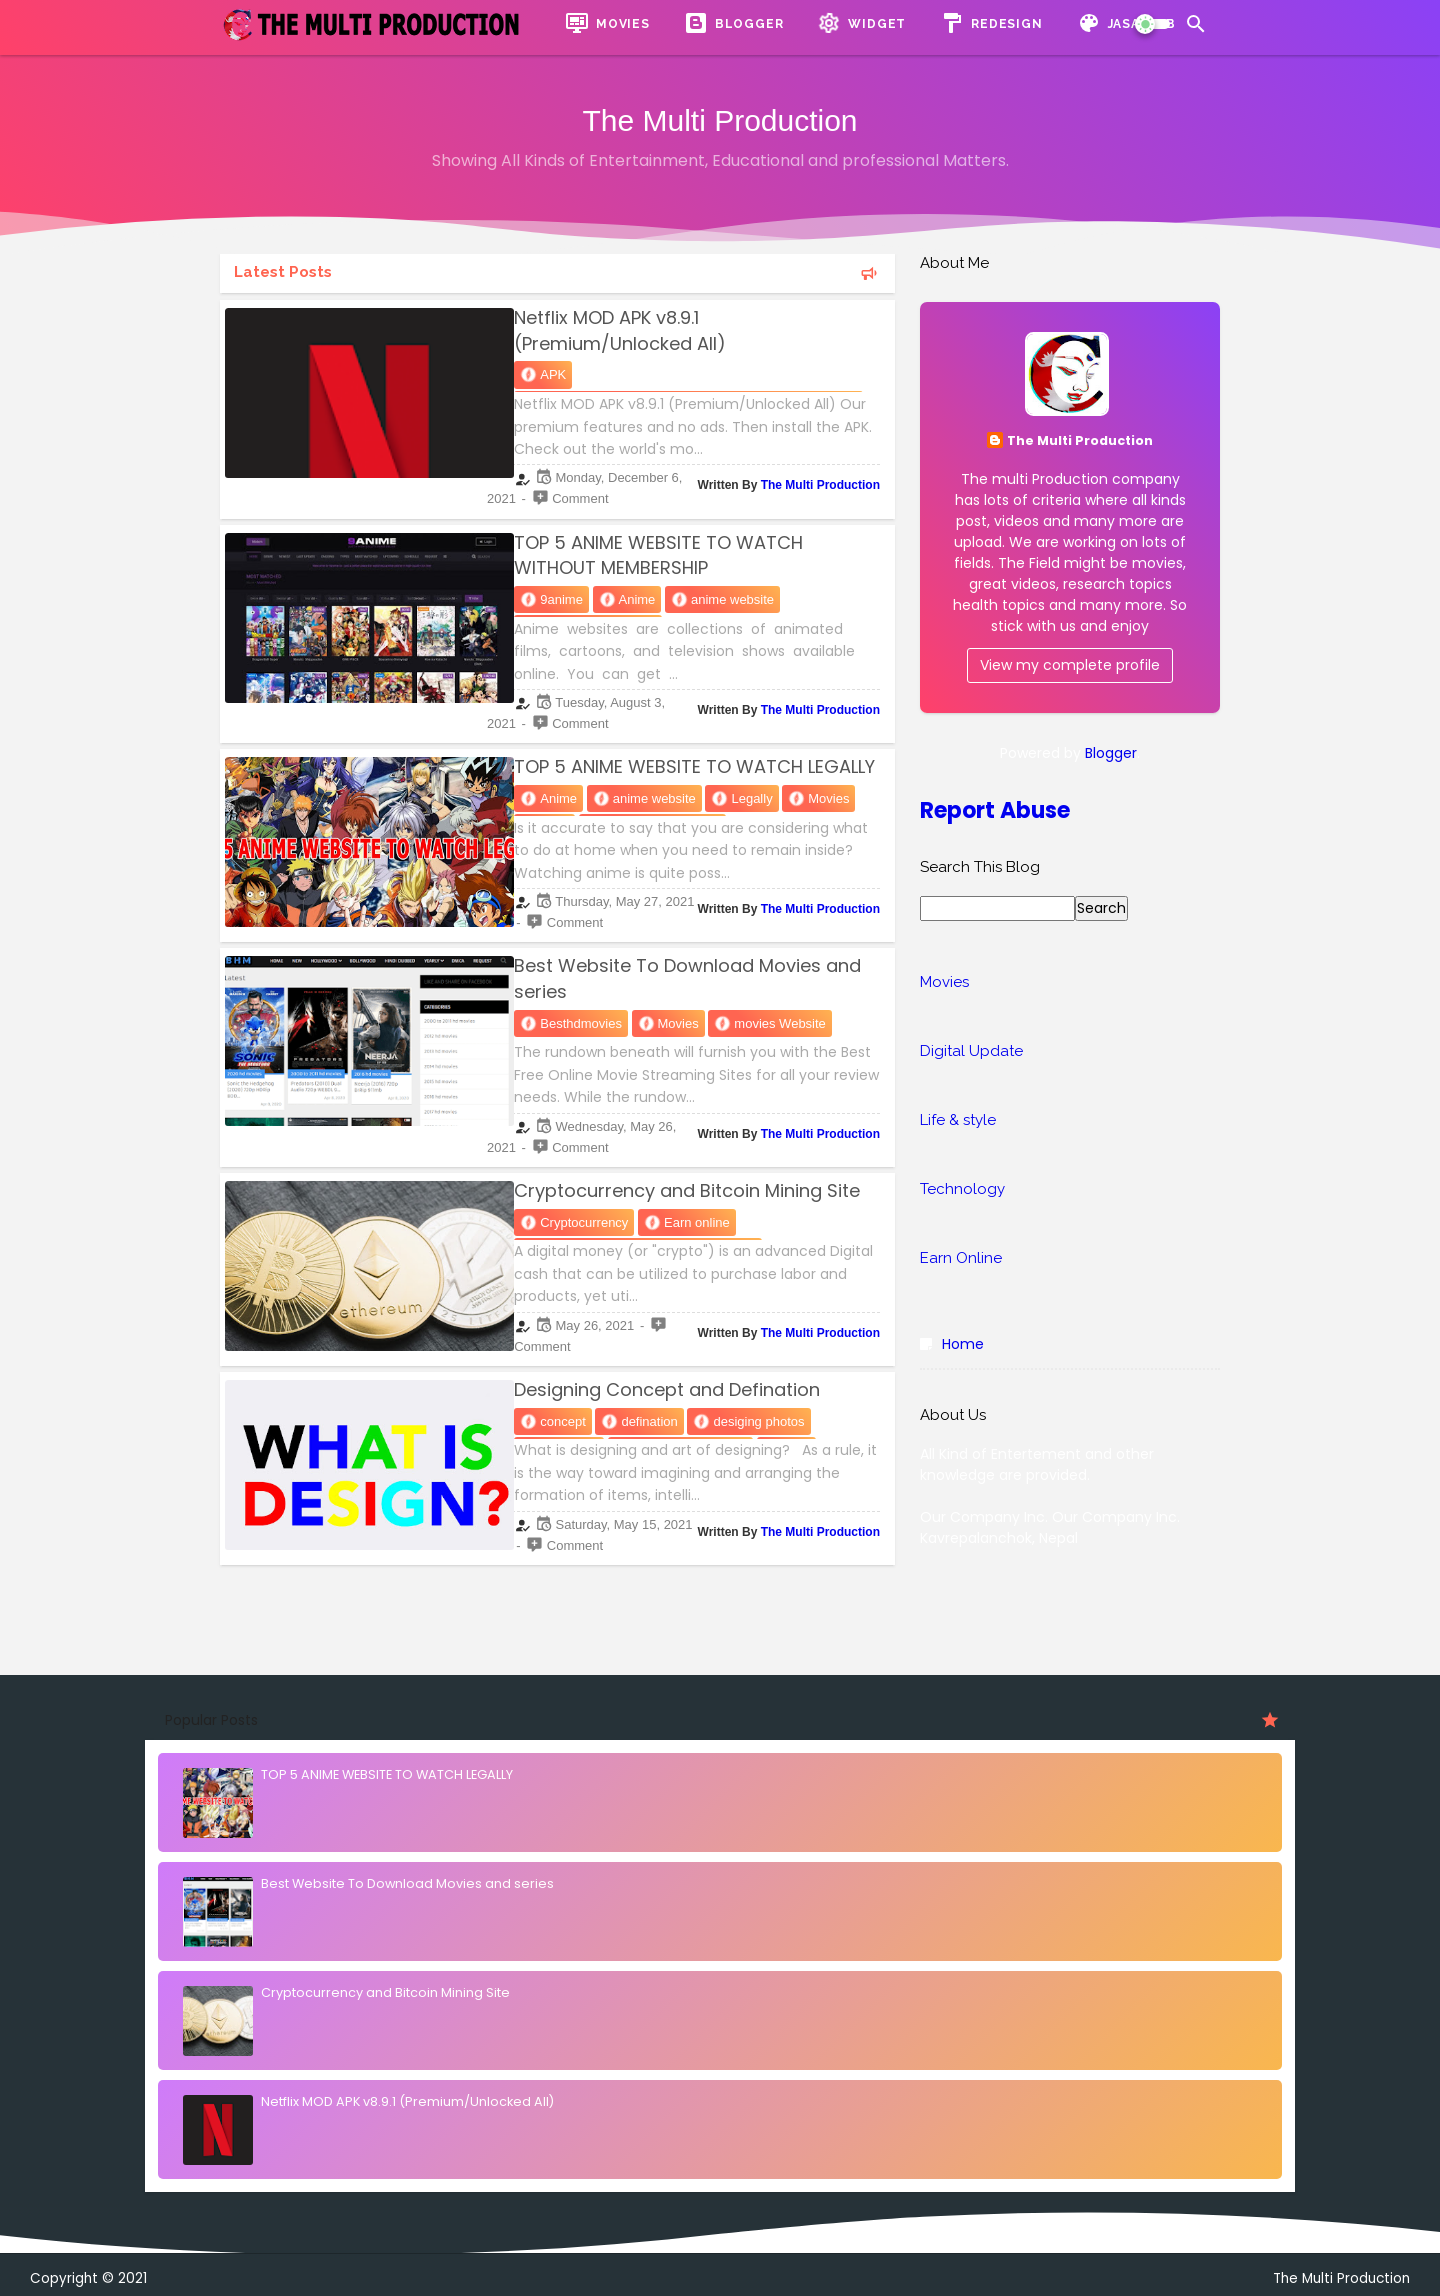 THE MULTI PRODUCTION
MOVIES
BLOGGER
WIDGET
REDESIGN
The Multi Production
Showing All Kinds of Entertainment, Educational and professional Matters.
Latest Posts
Netflix MOD APK v8.9.1
(Premium/Unlocked All)
APK
Netflix MOD APK v8.9.1 (Premium/Unlocked All) Our
premium features and no ads. Then install the APK.
Check out the world's mo...
Monday, December 6,
2021 - Comment
Written By The Multi Production
9ANIME
TOP 5 ANIME WEBSITE TO WATCH
WITHOUT MEMBERSHIP
9anime Anime anime website
Anime websites are collections of animated
films, cartoons, and television shows available
online. You can get ...
Tuesday, August 3,
2021 - Comment
Written By The Multi Production
5 ANIME WEBSITE TO WATCH LEG
TOP 5 ANIME WEBSITE TO WATCH LEGALLY
Anime anime website Legally Movies
Is it accurate to say that you are considering what
to do at home when you need to remain inside?
Watching anime is quite poss...
Thursday, May 27, 2021
- Comment
Written By The Multi Production
Best Website To Download Movies and
series
Besthdmovies Movies movies Website
The rundown beneath will furnish you with the Best
Free Online Movie Streaming Sites for all your review
needs. While the rundow...
Wednesday, May 26,
2021 - Comment
Written By The Multi Production
ethereum
Cryptocurrency and Bitcoin Mining Site
Cryptocurrency Earn online
A digital money (or "crypto") is an advanced Digital
cash that can be utilized to purchase labor and
products, yet uti...
May 26, 2021 -
Comment
Written By The Multi Production
WHAT IS
DESIGN?
Designing Concept and Defination
concept defination desiging photos
What is designing and art of designing? As a rule, it
is the way toward imagining and arranging the
formation of items, intelli...
Saturday, May 15, 2021
- Comment
Written By The Multi Production
About Me
The Multi Production
The multi Production company
has lots of criteria where all kinds
post, videos and many more are
upload. We are working on lots of
fields. The Field might be movies,
great videos, research topics
health topics and many more. So
stick with us and enjoy
View my complete profile
Powered by Blogger
Report Abuse
Search This Blog
Search
Movies
Digital Update
Life & style
Technology
Earn Online
Home
About Us
All Kind of Entertement and other
knowledge are provided.
Our Company Inc. Our Company Inc
Kavrepalanchok, Nepal
Popular Posts
TOP 5 ANIME WEBSITE TO WATCH LEGALLY
Best Website To Download Movies and series
Cryptocurrency and Bitcoin Mining Site
Netflix MOD APK v8.9.1 (Premium/Unlocked All)
Copyright © 2021
The Multi Production